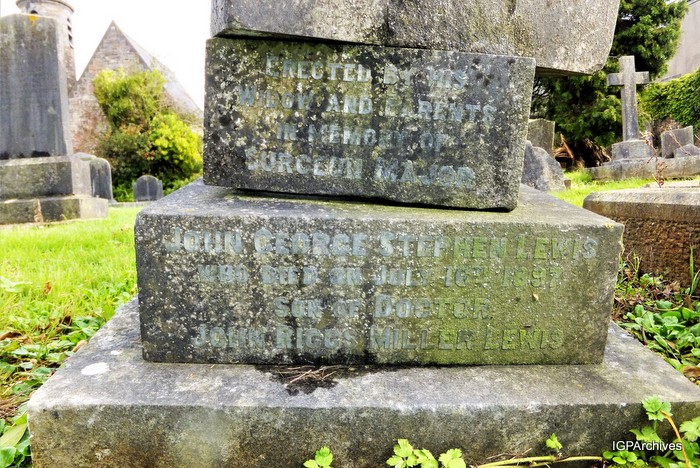 ERECTED BY HIS
WIDOW AND PARENTS
IN MEMORY OF
SURGEON MAJOR
JOHN GEORGE STEPHEN LEWIS
WHO DIED ON JULY 16TH 1897
SON OF DOCTOR
JOHN RIGGS MILLER LEWIS
IGPArchives